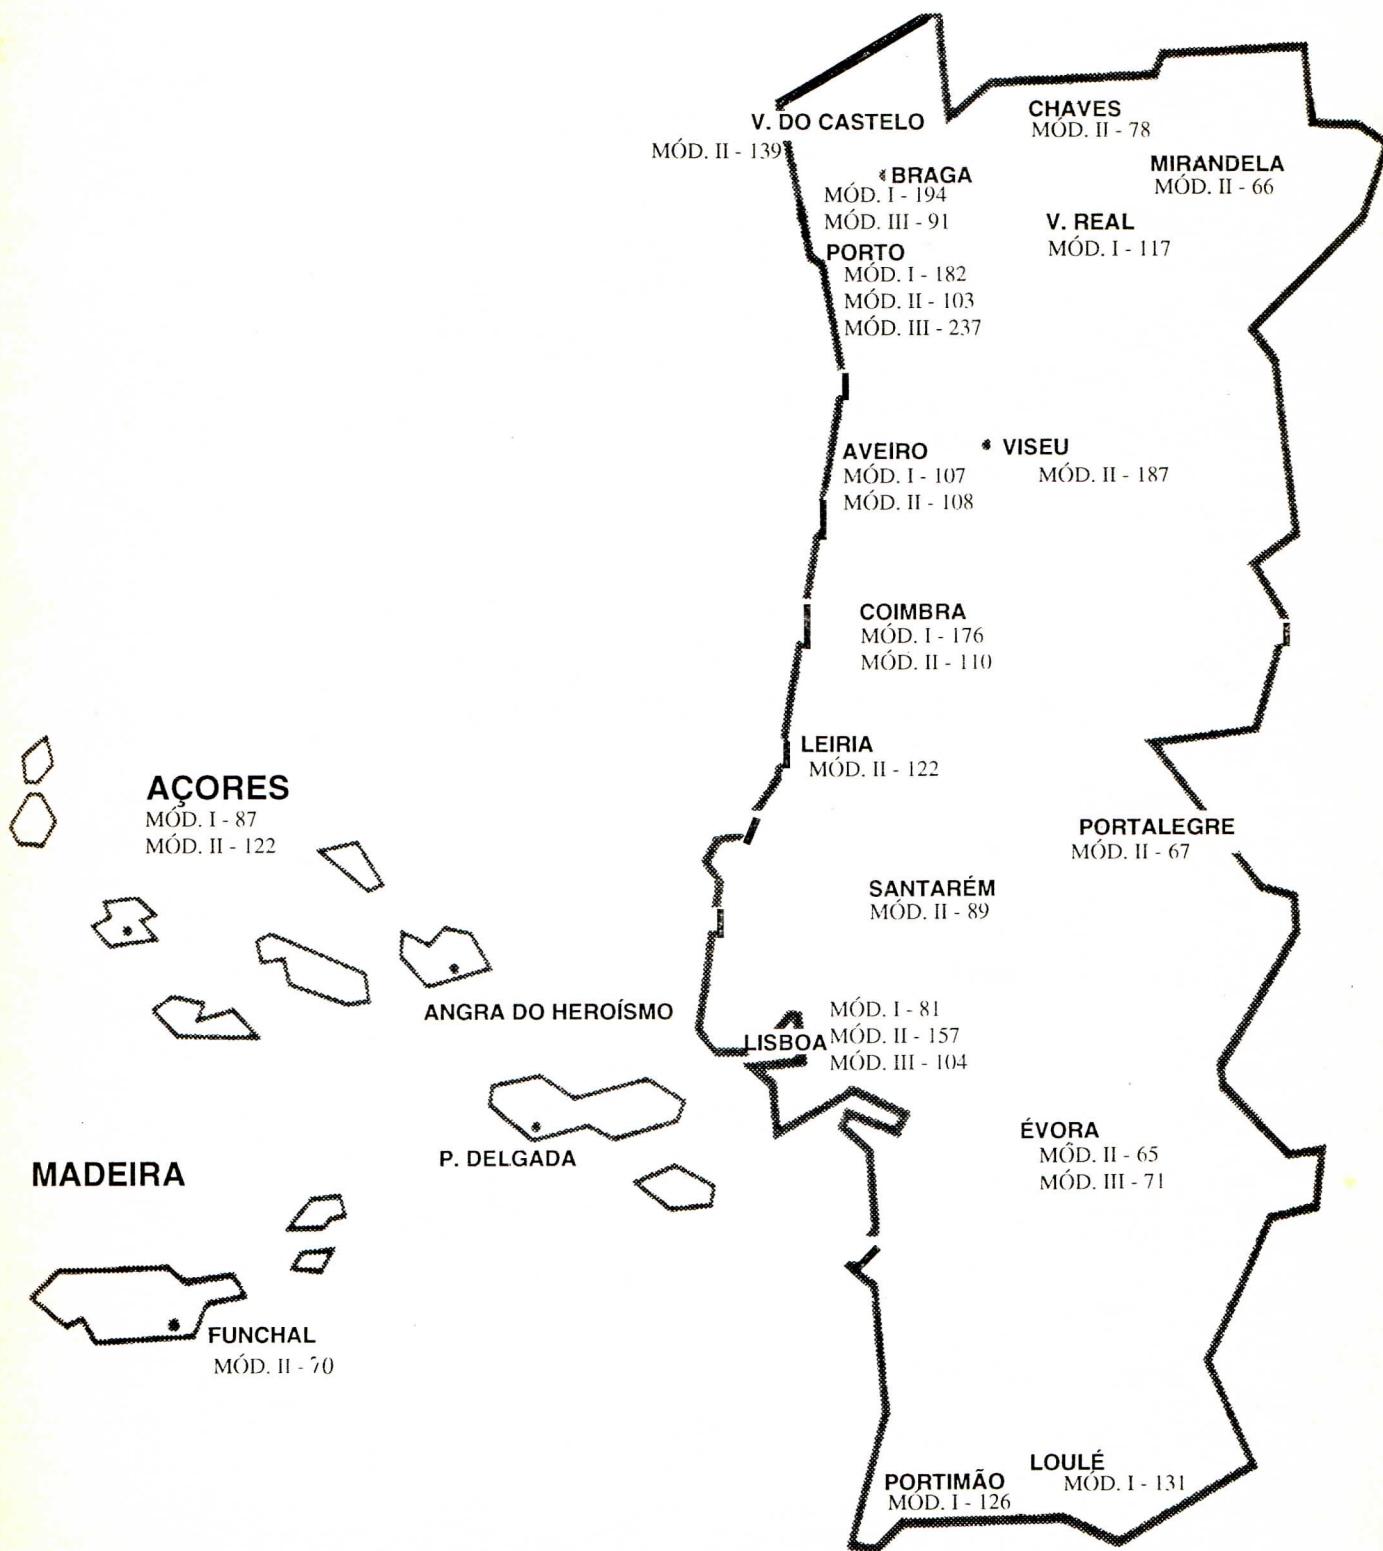 V. DO CASTELO
MÓD. II - 139
CHAVES
MÓD. II - 78
MIRANDELA
MÓD. II - 66
BRAGA
MÓD. I - 194
MÓD. III - 91
V. REAL
MÓD. I - 117
PORTO
MÓD. I - 182
MÓD. II - 103
MÓD. III - 237
AVEIRO
MÓD. I - 107
MÓD. II - 108
VISEU
MÓD. II - 187
COIMBRA
MÓD. I - 176
MÓD. II - 110
LEIRIA
MÓD. II - 122
AÇORES
MÓD. I - 87
MÓD. II - 122
PORTALEGRE
MÓD. II - 67
SANTARÉM
MÓD. II - 89
ANGRA DO HEROÍSMO
LISBOA
MÓD. I - 81
MÓD. II - 157
MÓD. III - 104
P. DELGADA
ÉVORA
MÓD. II - 65
MÓD. III - 71
MADEIRA
FUNCHAL
MÓD. II - 70
LOULÉ
MÓD. I - 131
PORTIMÃO
MÓD. I - 126